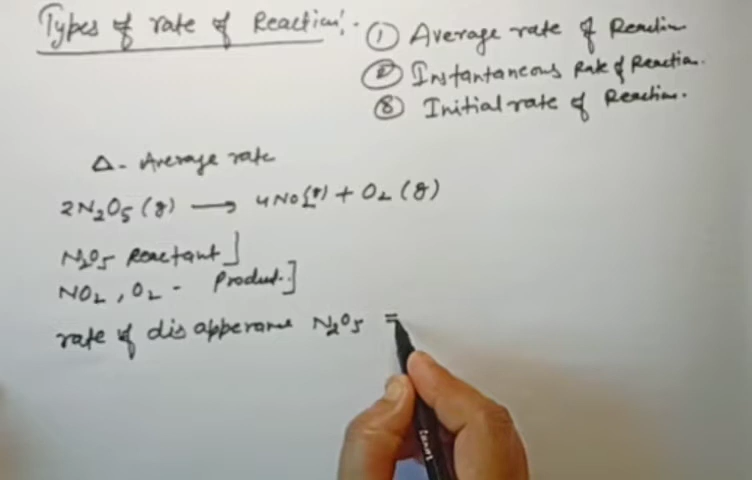 Types of rate of Reaction:-
① Average rate of Reaction
② Instantaneous Rate of Reaction.
③ Initial rate of Reaction.
Δ - Average rate
2N₂O₅ (g) → 4NO₂(g) + O₂ (g)
N₂O₅ Reactant]
NO₂, O₂ - Product.]
rate of disapperance N₂O₅ =